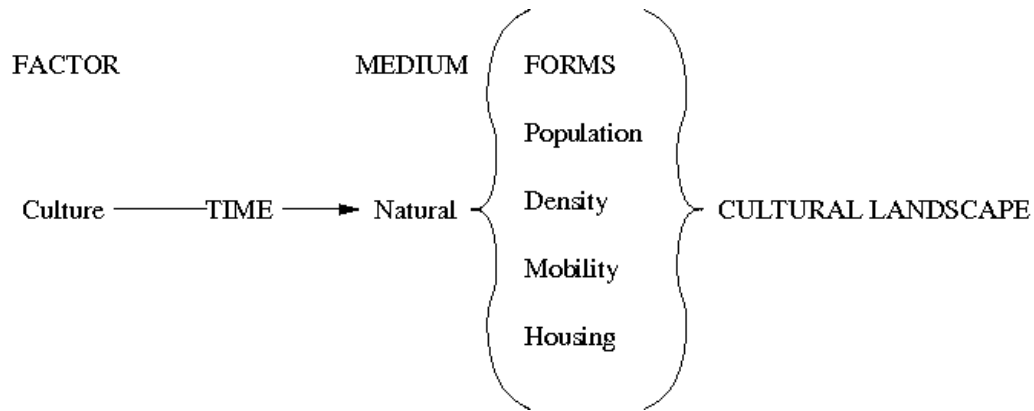 FACTOR MEDIUM FORMS
Population
Culture TIME Natural Density CULTURAL LANDSCAPE
Mobility
Housing